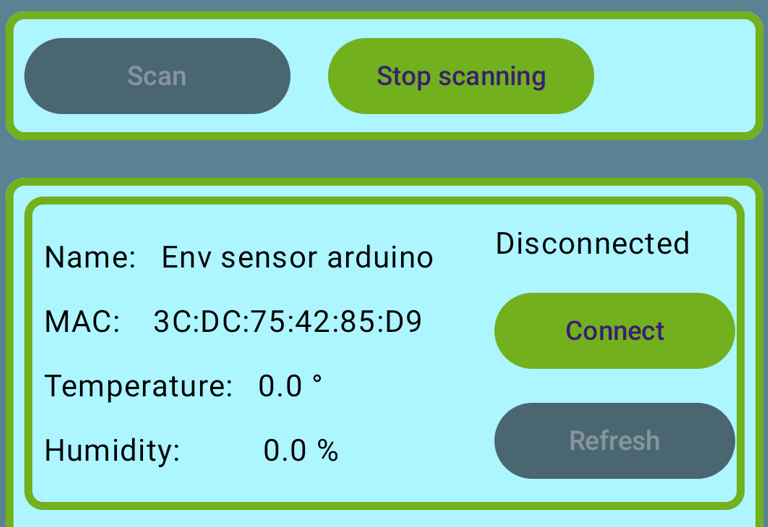 Scan
Stop scanning
Name: Env sensor arduino
Disconnected
MAC: 3C:DC:75:42:85:D9
Connect
Temperature: 0.0 °
Humidity: 0.0 %
Refresh